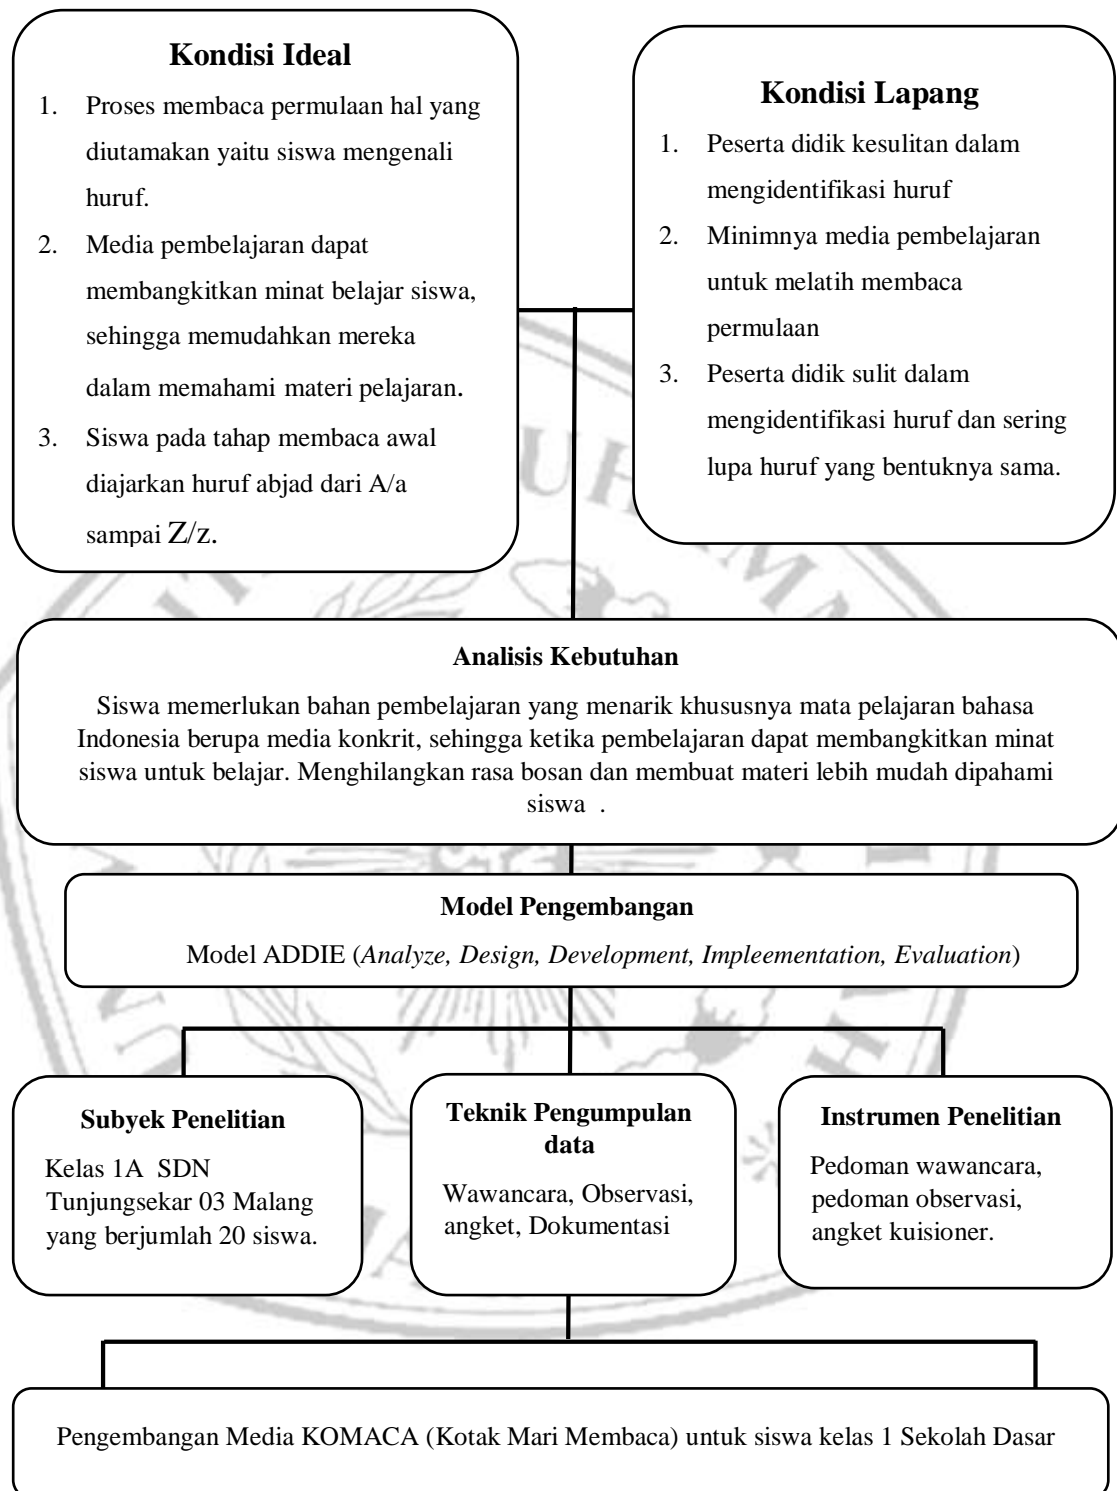 Kondisi Ideal
1. Proses membaca permulaan hal yang
diutamakan yaitu siswa mengenali
huruf.
2. Media pembelajaran dapat
membangkitkan minat belajar siswa,
sehingga memudahkan mereka
dalam memahami materi pelajaran.
3. Siswa pada tahap membaca awal
diajarkan huruf abjad dari A/a
sampai Z/z.
Kondisi Lapang
1. Peserta didik kesulitan dalam
mengidentifikasi huruf
2. Minimnya media pembelajaran
untuk melatih membaca
permulaan
3. Peserta didik sulit dalam
mengidentifikasi huruf dan sering
lupa huruf yang bentuknya sama.
Analisis Kebutuhan
Siswa memerlukan bahan pembelajaran yang menarik khususnya mata pelajaran bahasa
Indonesia berupa media konkrit, sehingga ketika pembelajaran dapat membangkitkan minat
siswa untuk belajar. Menghilangkan rasa bosan dan membuat materi lebih mudah dipahami
siswa .
Model Pengembangan
Model ADDIE (Analyze, Design, Development, Impleementation, Evaluation)
Subyek Penelitian
Kelas 1A SDN
Tunjungsekar 03 Malang
yang berjumlah 20 siswa.
Teknik Pengumpulan
data
Wawancara, Observasi,
angket, Dokumentasi
Instrumen Penelitian
Pedoman wawancara,
pedoman observasi,
angket kuisioner.
Pengembangan Media KOMACA (Kotak Mari Membaca) untuk siswa kelas 1 Sekolah Dasar